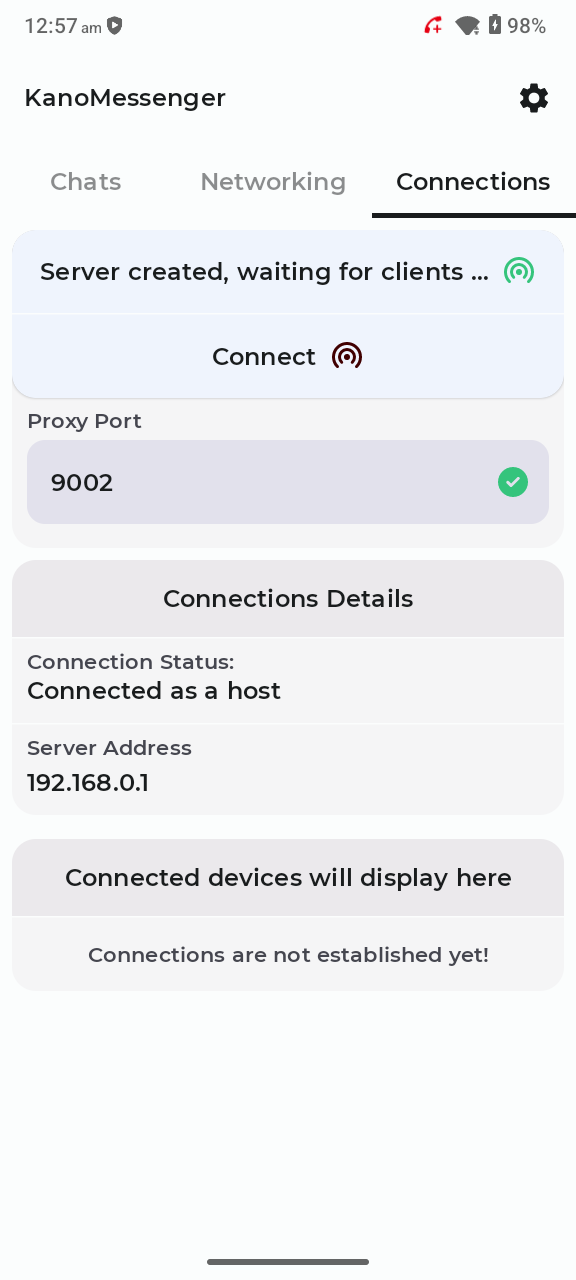 12:57 am
98%
KanoMessenger
Chats Networking Connections
Server created, waiting for clients ...
Connect
Proxy Port
9002
Connections Details
Connection Status:
Connected as a host
Server Address
192.168.0.1
Connected devices will display here
Connections are not established yet!